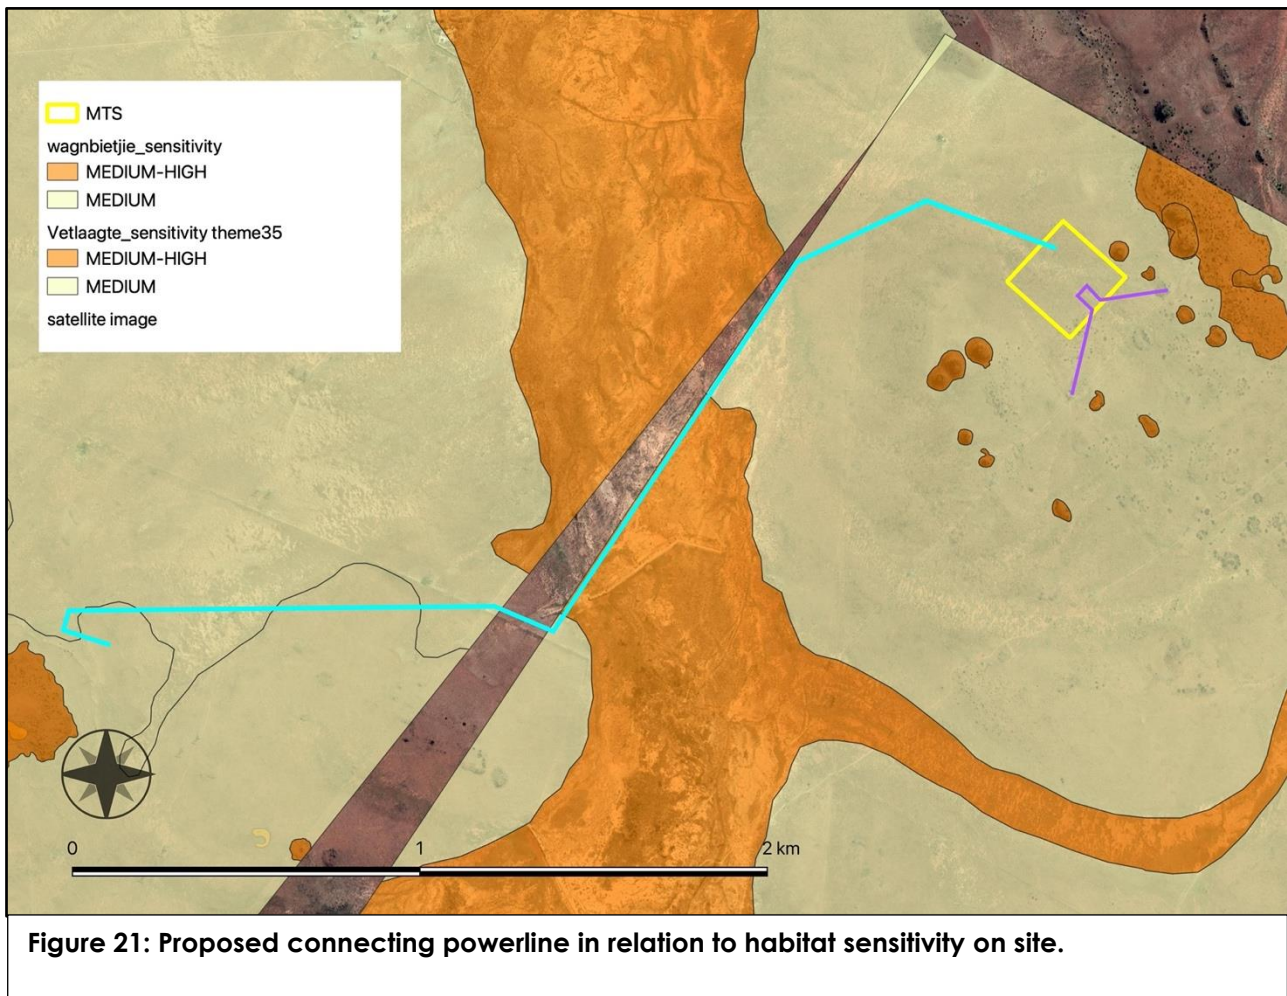 MTS
wagnbietjie_sensitivity
MEDIUM-HIGH
MEDIUM
Vetlaagte_sensitivity theme35
MEDIUM-HIGH
MEDIUM
satellite image
0 1 2 km
Figure 21: Proposed connecting powerline in relation to habitat sensitivity on site.